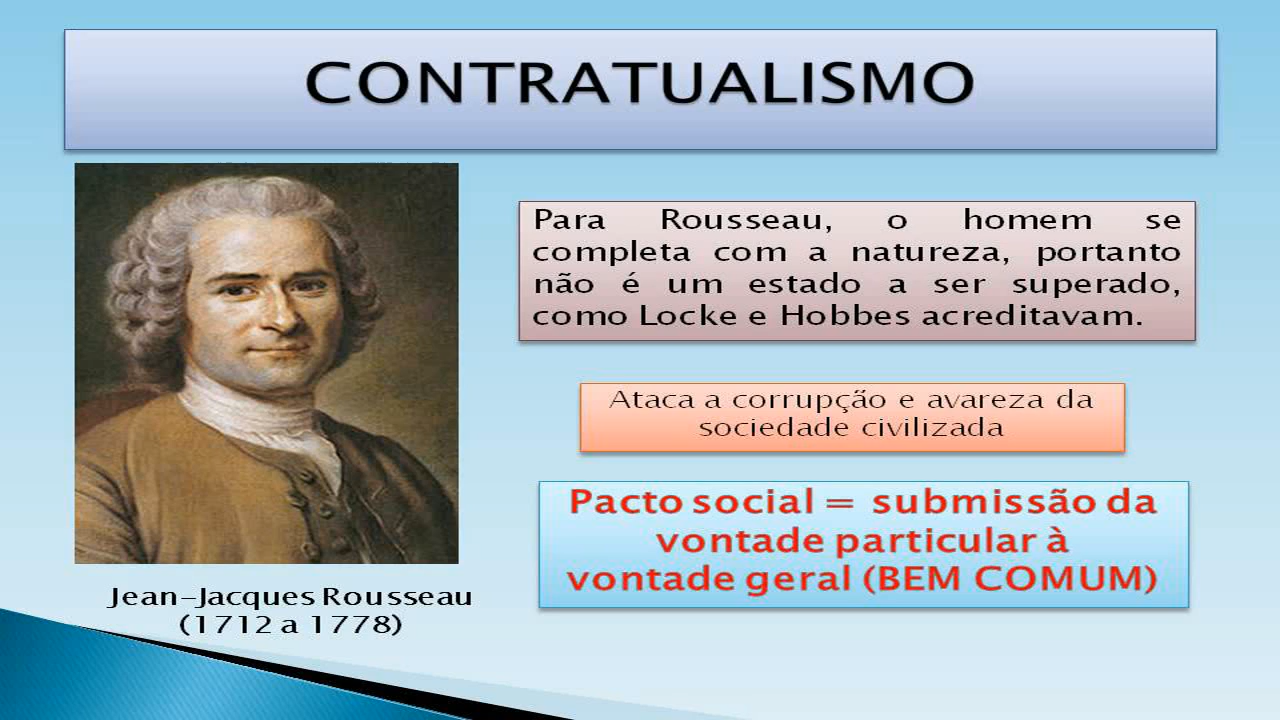 CONTRATUALISMO
Para Rousseau, o homem se
completa com a natureza, portanto
não é um estado a ser superado,
como Locke e Hobbes acreditavam.
Ataca a corrupção e avareza da
sociedade civilizada
Pacto social = submissão da
vontade particular à
vontade geral (BEM COMUM)
Jean-Jacques Rousseau
(1712 a 1778)